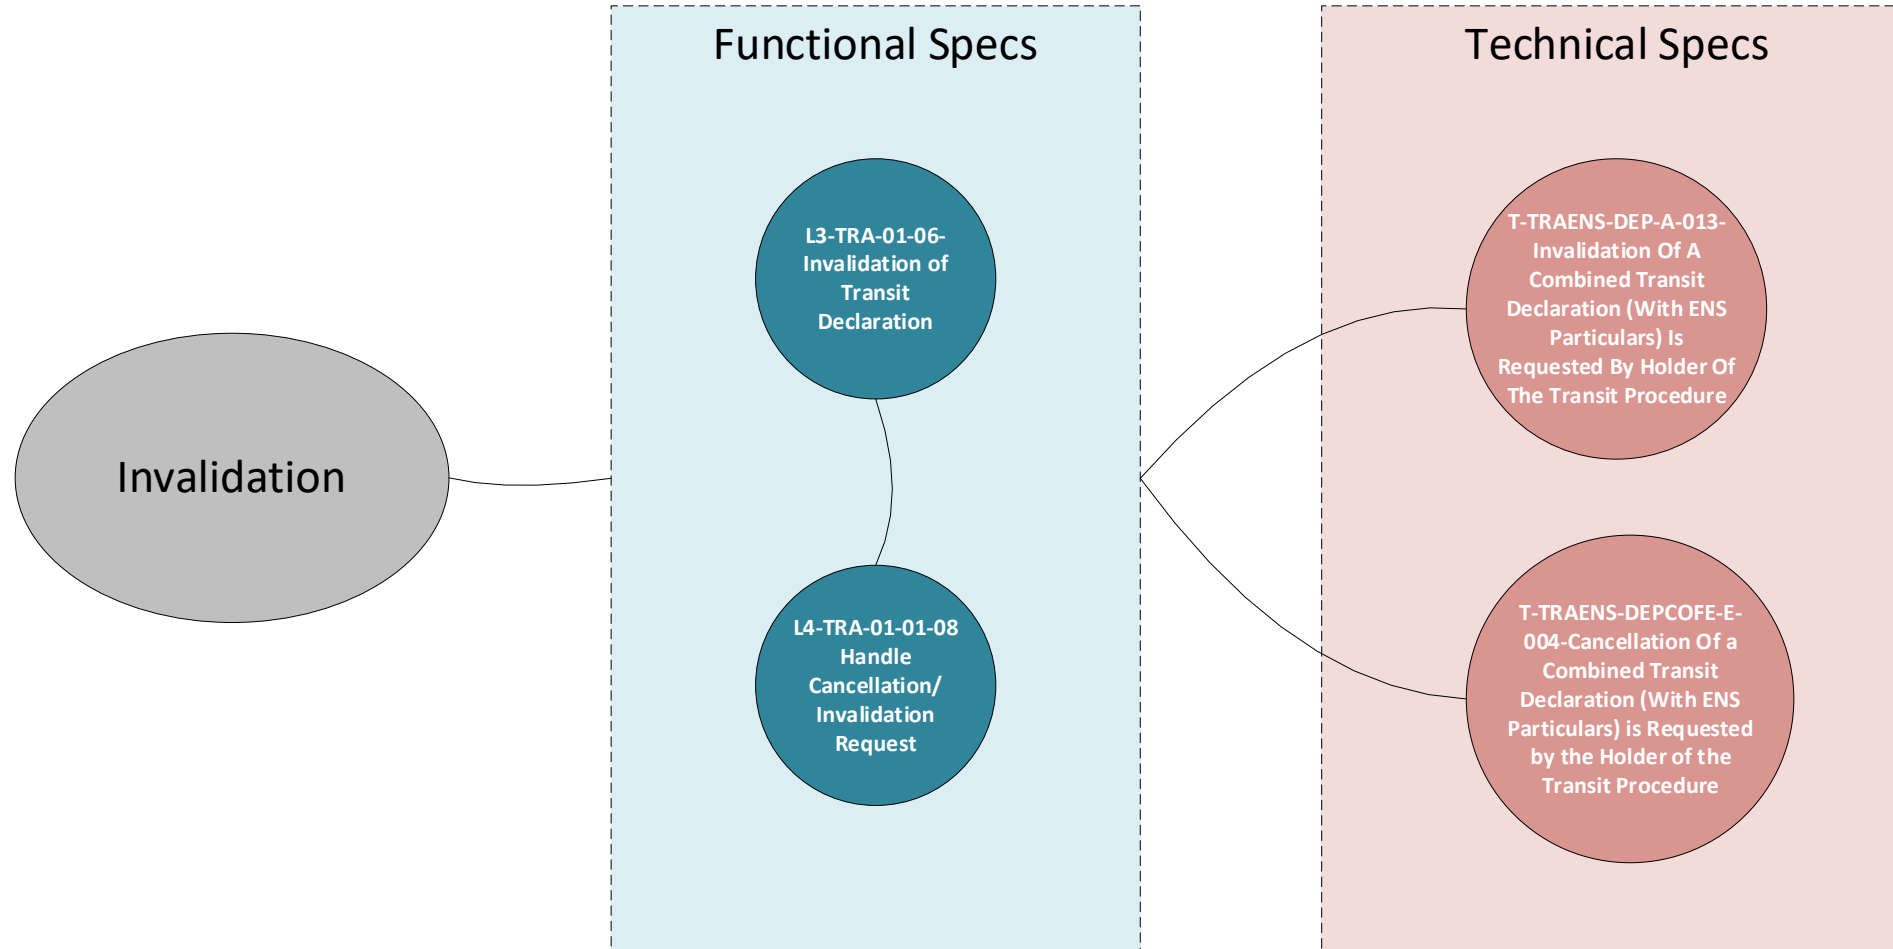 Functional Specs
Technical Specs
Invalidation
L3-TRA-01-06-
Invalidation of
Transit
Declaration
L4-TRA-01-01-08
Handle
Cancellation/
Invalidation
Request
T-TRAENS-DEP-A-013-
Invalidation Of A
Combined Transit
Declaration (With ENS
Particulars) Is
Requested By Holder Of
The Transit Procedure
T-TRAENS-DEPCOFE-E-
004-Cancellation Of a
Combined Transit
Declaration (With ENS
Particulars) is Requested
by the Holder of the
Transit Procedure